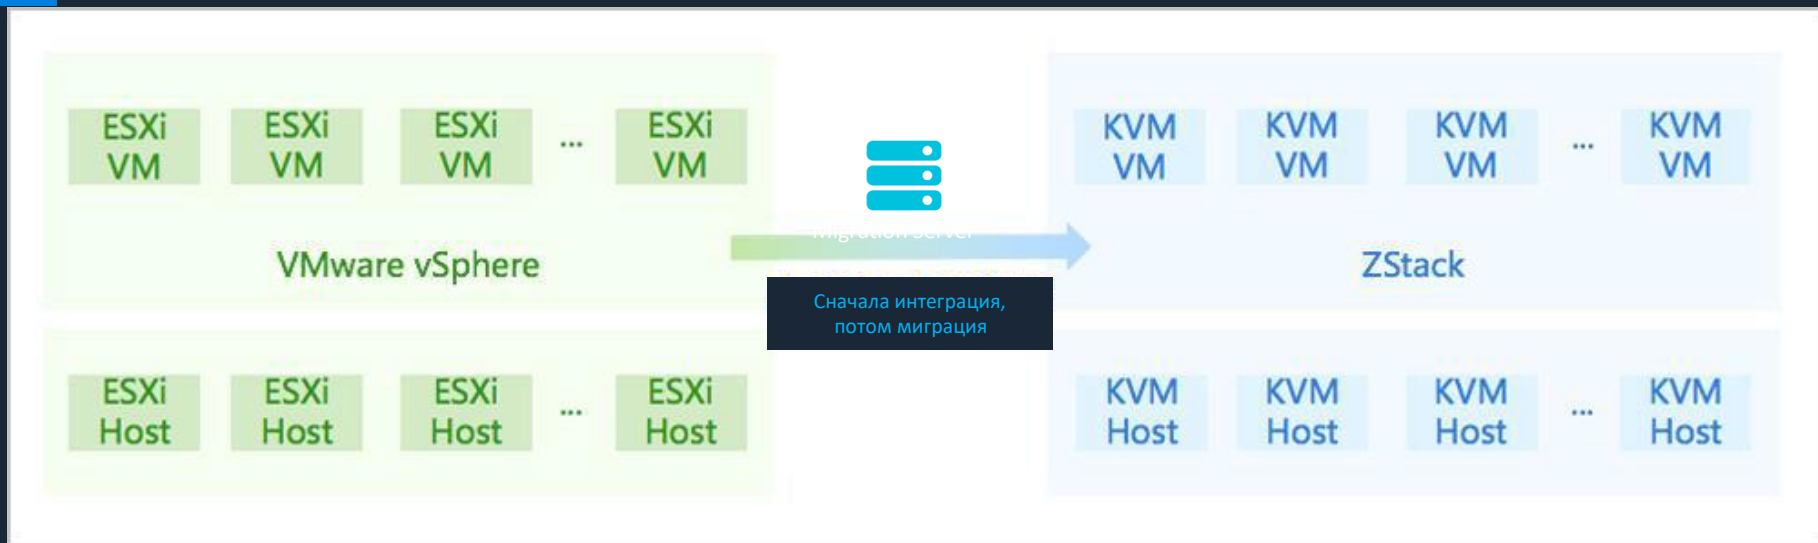 ESXi
VM
ESXi
VM
ESXi
VM
...
ESXi
VM
VMware vSphere
ESXi
Host
ESXi
Host
ESXi
Host
...
ESXi
Host
Migration Server
Сначала интеграция,
потом миграция
KVM
VM
KVM
VM
KVM
VM
...
KVM
VM
ZStack
KVM
Host
KVM
Host
KVM
Host
...
KVM
Host